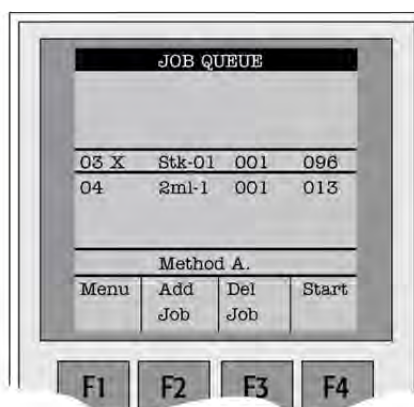 JOB QUEUE
03 X Stk-01 001 096
04 2ml-1 001 013
Method A.
Menu Add Job Del Job Start
F1 F2 F3 F4